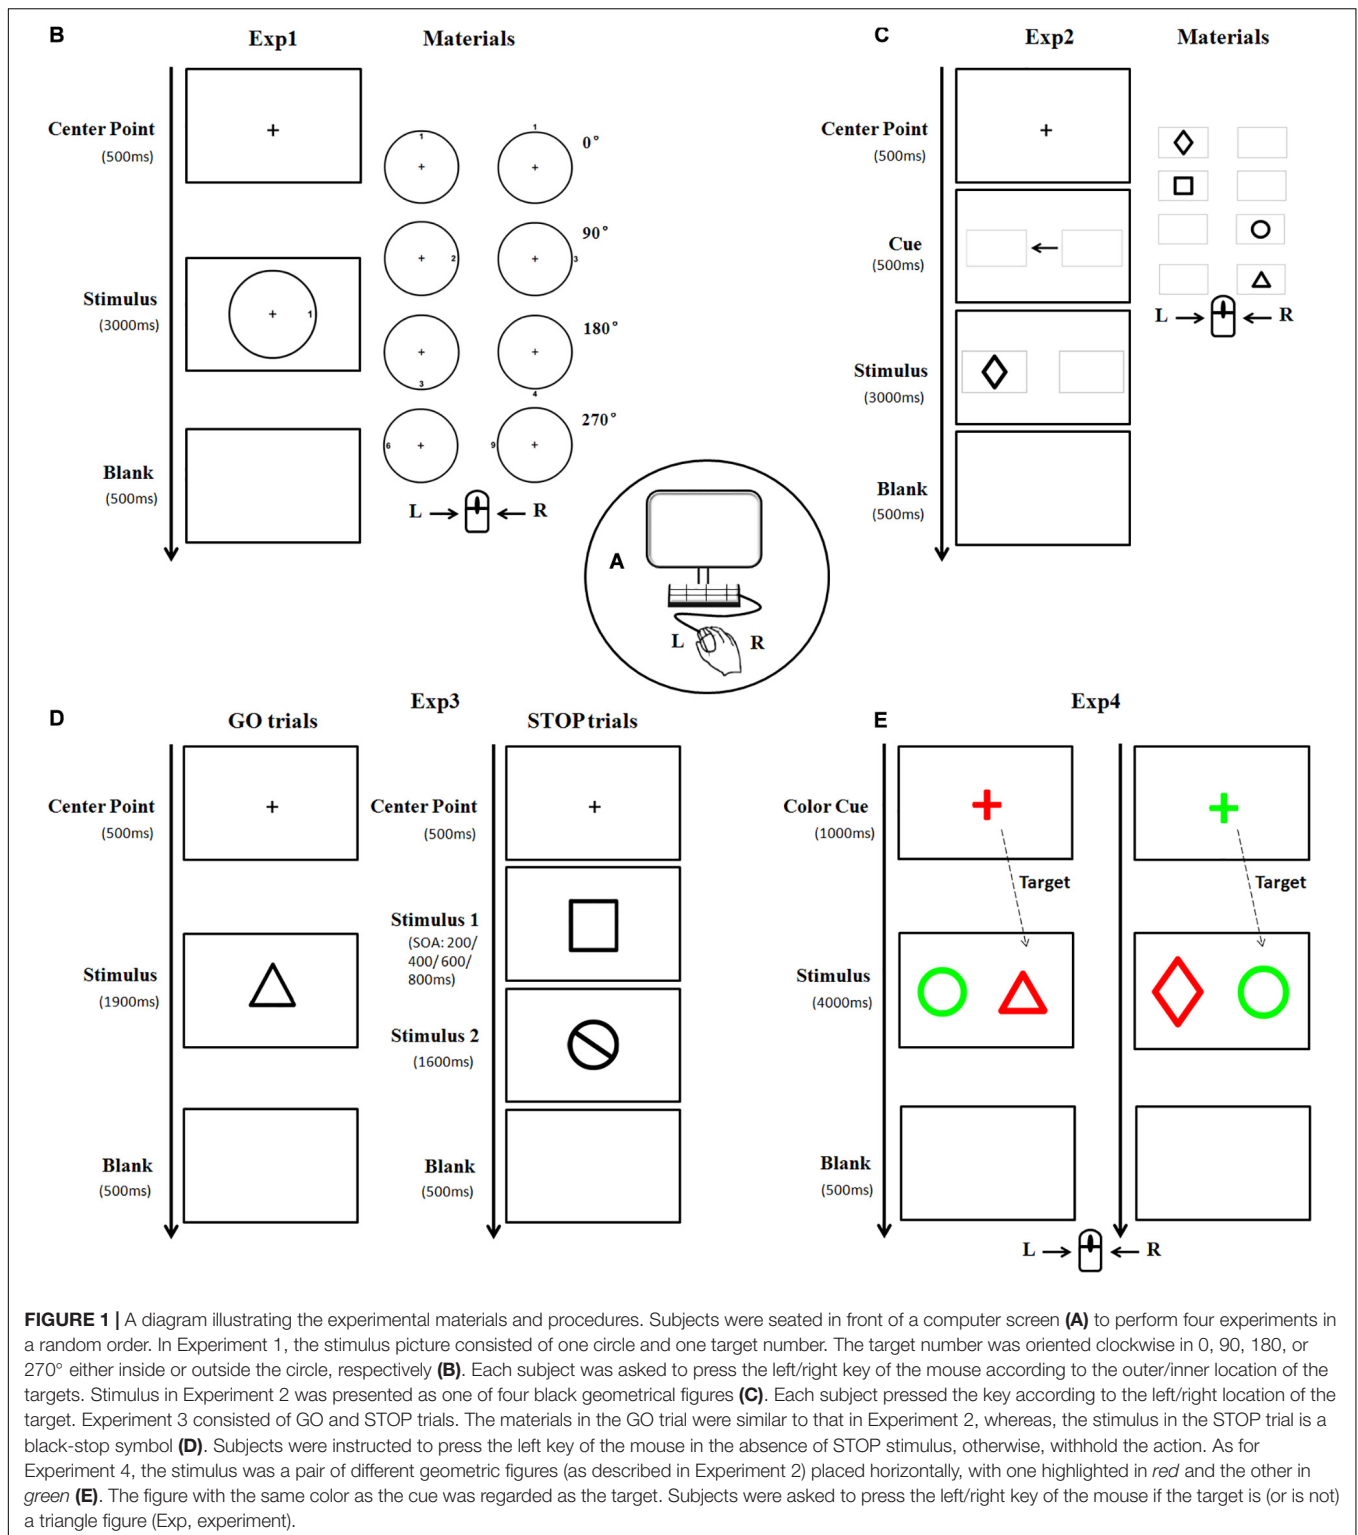 B
Exp1
Materials
Center Point
(500ms)
Stimulus
(3000ms)
Blank
(500ms)
1
1
1
0°
90°
2
3
180°
3
4
270°
6
9
L
R
C
Exp2
Materials
Center Point
(500ms)
Cue
(500ms)
Stimulus
(3000ms)
Blank
(500ms)
L
R
A
L
R
D
Exp3
GO trials
STOP trials
Center Point
(500ms)
Stimulus
(1900ms)
Blank
(500ms)
Center Point
(500ms)
Stimulus 1
(SOA: 200/
400/ 600/
800ms)
Stimulus 2
(1600ms)
Blank
(500ms)
E
Exp4
Color Cue
(1000ms)
Target
Target
Stimulus
(4000ms)
Blank
(500ms)
L
R
FIGURE 1 | A diagram illustrating the experimental materials and procedures. Subjects were seated in front of a computer screen (A) to perform four experiments in
a random order. In Experiment 1, the stimulus picture consisted of one circle and one target number. The target number was oriented clockwise in 0, 90, 180, or
270° either inside or outside the circle, respectively (B). Each subject was asked to press the left/right key of the mouse according to the outer/inner location of the
targets. Stimulus in Experiment 2 was presented as one of four black geometrical figures (C). Each subject pressed the key according to the left/right location of the
target. Experiment 3 consisted of GO and STOP trials. The materials in the GO trial were similar to that in Experiment 2, whereas, the stimulus in the STOP trial is a
black-stop symbol (D). Subjects were instructed to press the left key of the mouse in the absence of STOP stimulus, otherwise, withhold the action. As for
Experiment 4, the stimulus was a pair of different geometric figures (as described in Experiment 2) placed horizontally, with one highlighted in red and the other in
green (E). The figure with the same color as the cue was regarded as the target. Subjects were asked to press the left/right key of the mouse if the target is (or is not)
a triangle figure (Exp, experiment).